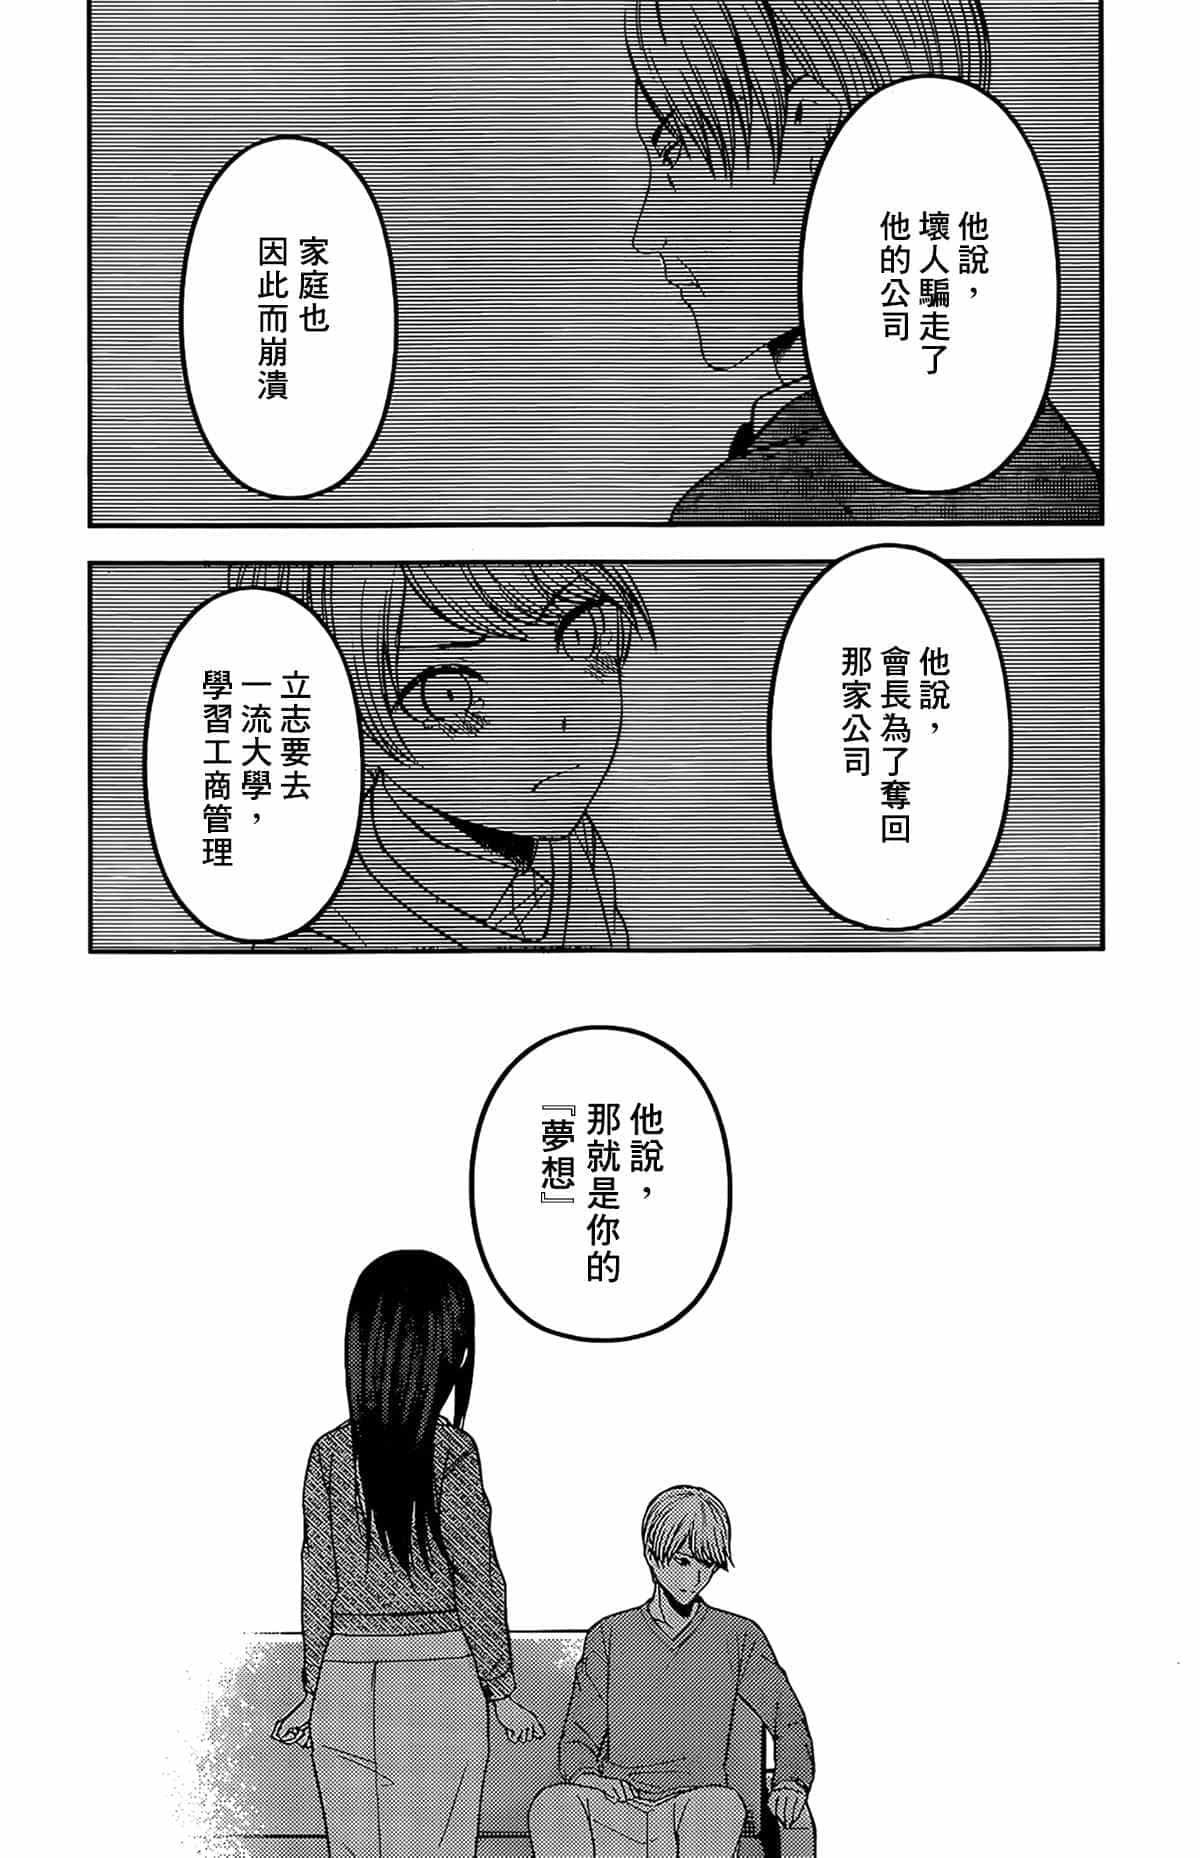 他說，
壞人騙走了
他的公司
家庭也
因此而崩潰
他說，
會長為了奪回
那家公司
立志要去
一流大學，
學習工商管理
他說，
那就是你的
『夢想』